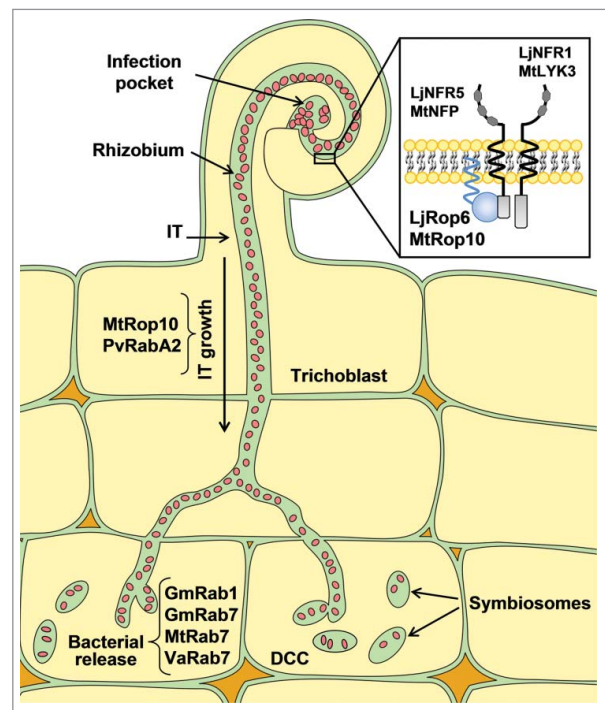 Infection
pocket
Rhizobium
IT
LjNFR1
MtLYK3
LjNFR5
MtNFP
LjRop6
MtRop10
MtRop10
PvRabA2
IT growth
Trichoblast
GmRab1
GmRab7
MtRab7
VaRab7
Bacterial
release
DCC
Symbiosomes